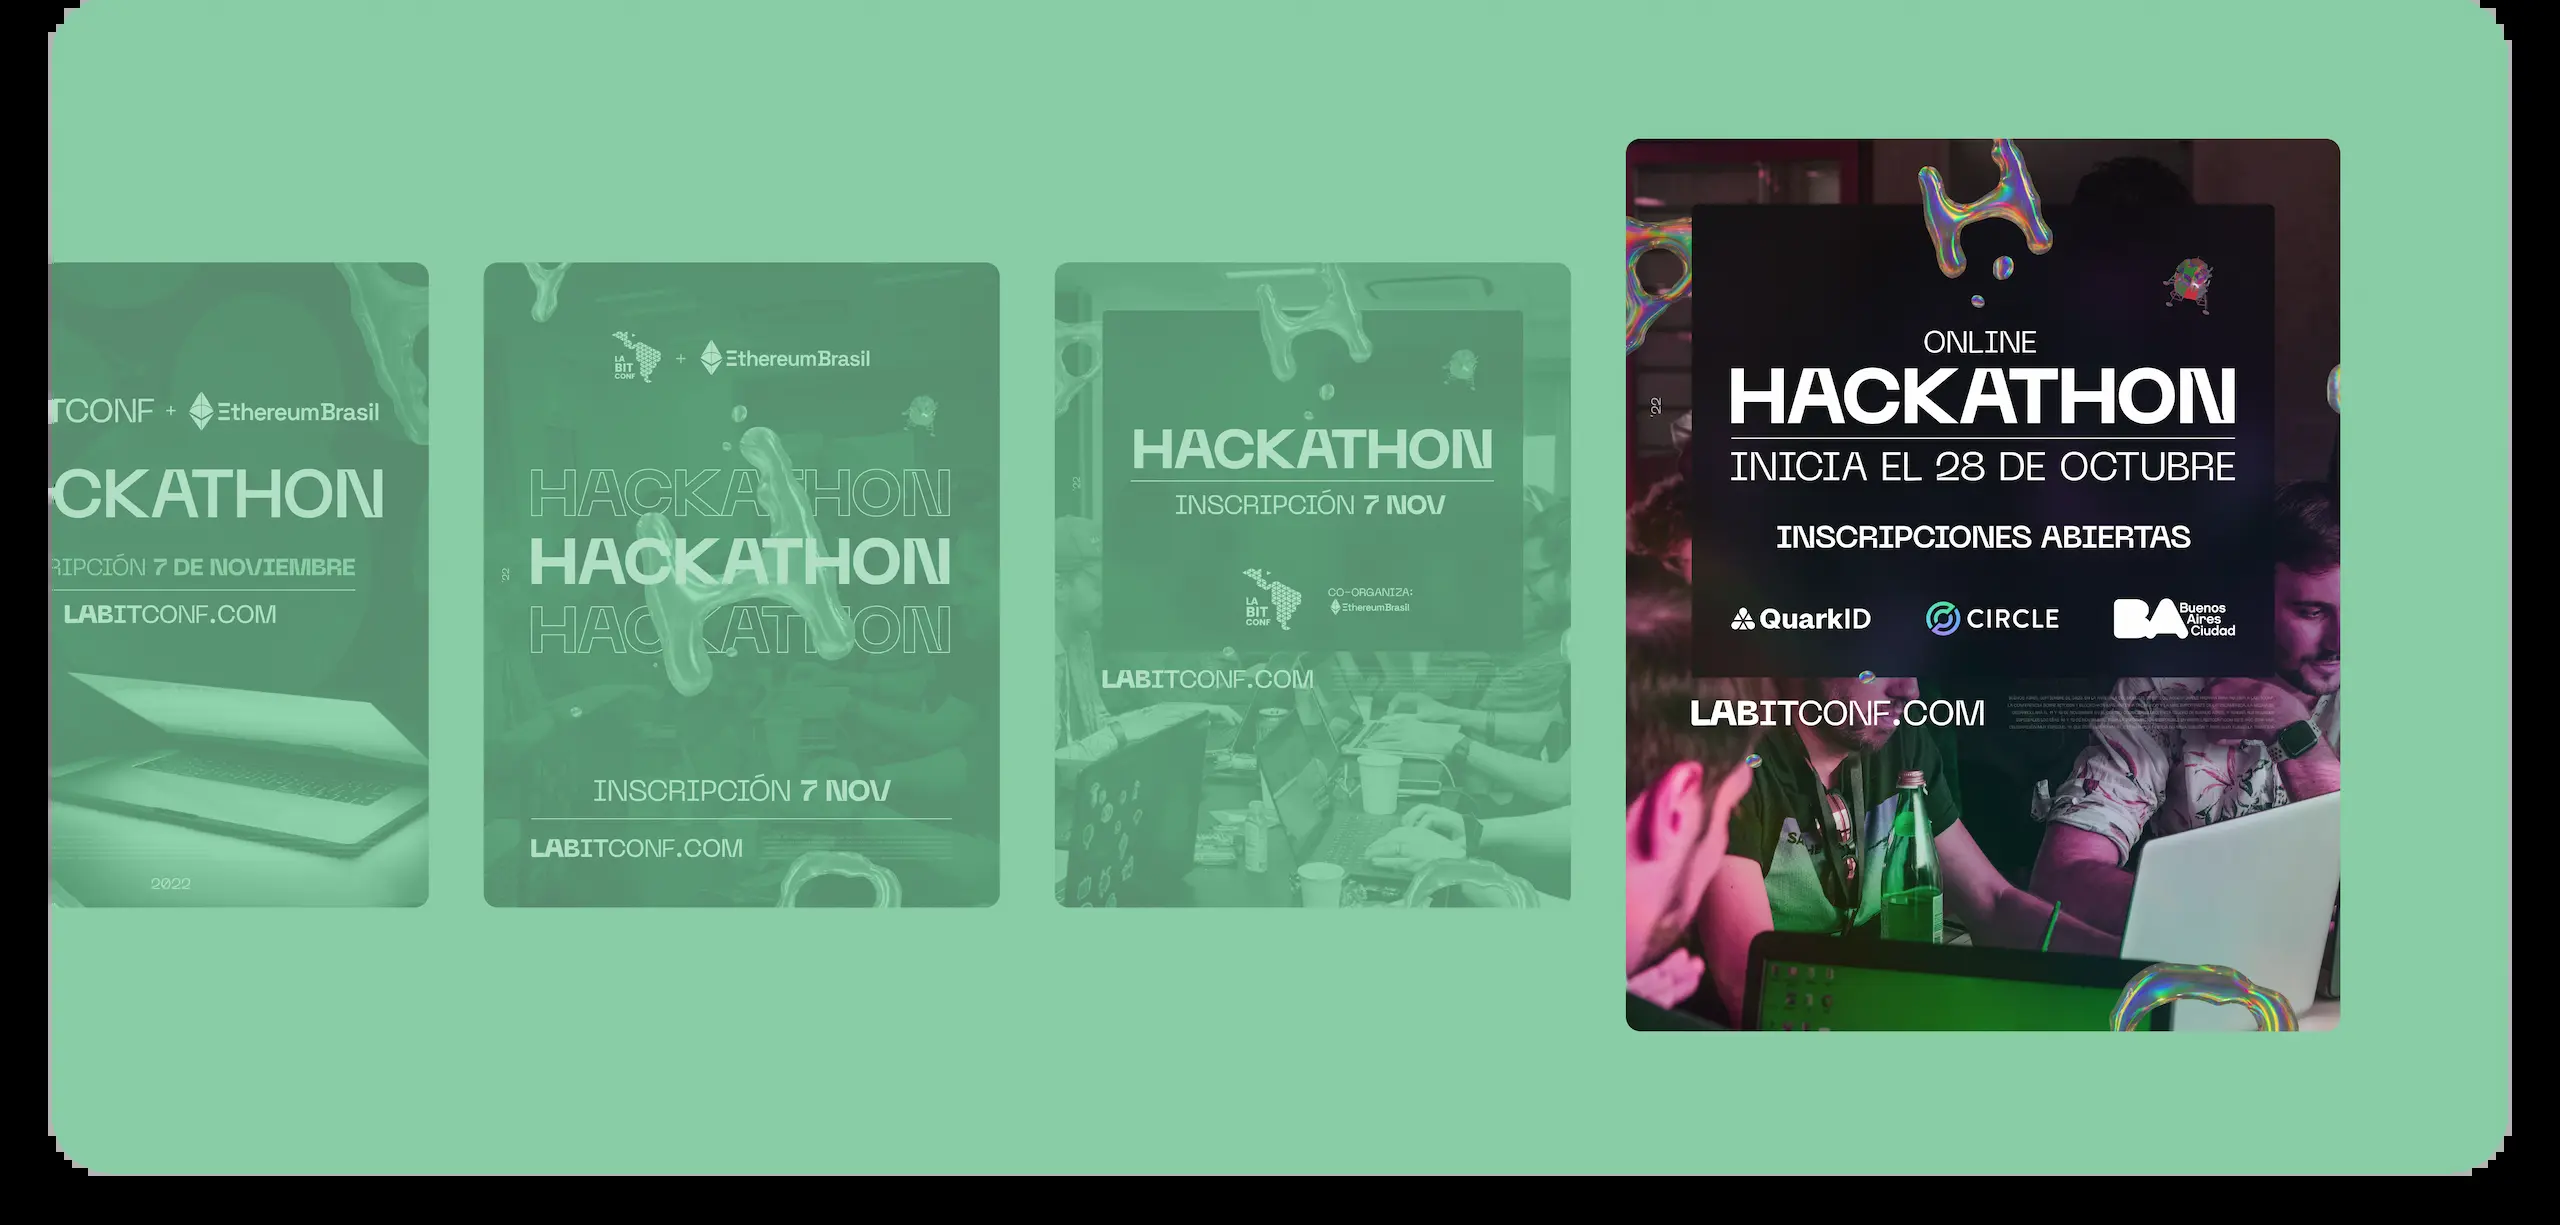 TCONF + EthereumBrasil
CKATHON
RIPCIÓN 7 DE NOVIEMBRE
LABITCONF.COM
2022
LA
BIT
CONF
+ EthereumBrasil
HACKATHON
HACKATHON
HACKATHON
'22
INSCRIPCIÓN 7 NOV
LABITCONF.COM
HACKATHON
INSCRIPCIÓN 7 NOV
'22
LA
BIT
CONF
CO-ORGANIZA:
EthereumBrasil
LABITCONF.COM
ONLINE
HACKATHON
INICIA EL 28 DE OCTUBRE
'22
INSCRIPCIONES ABIERTAS
QuarkID
CIRCLE
BA Buenos
Aires
Ciudad
LABITCONF.COM